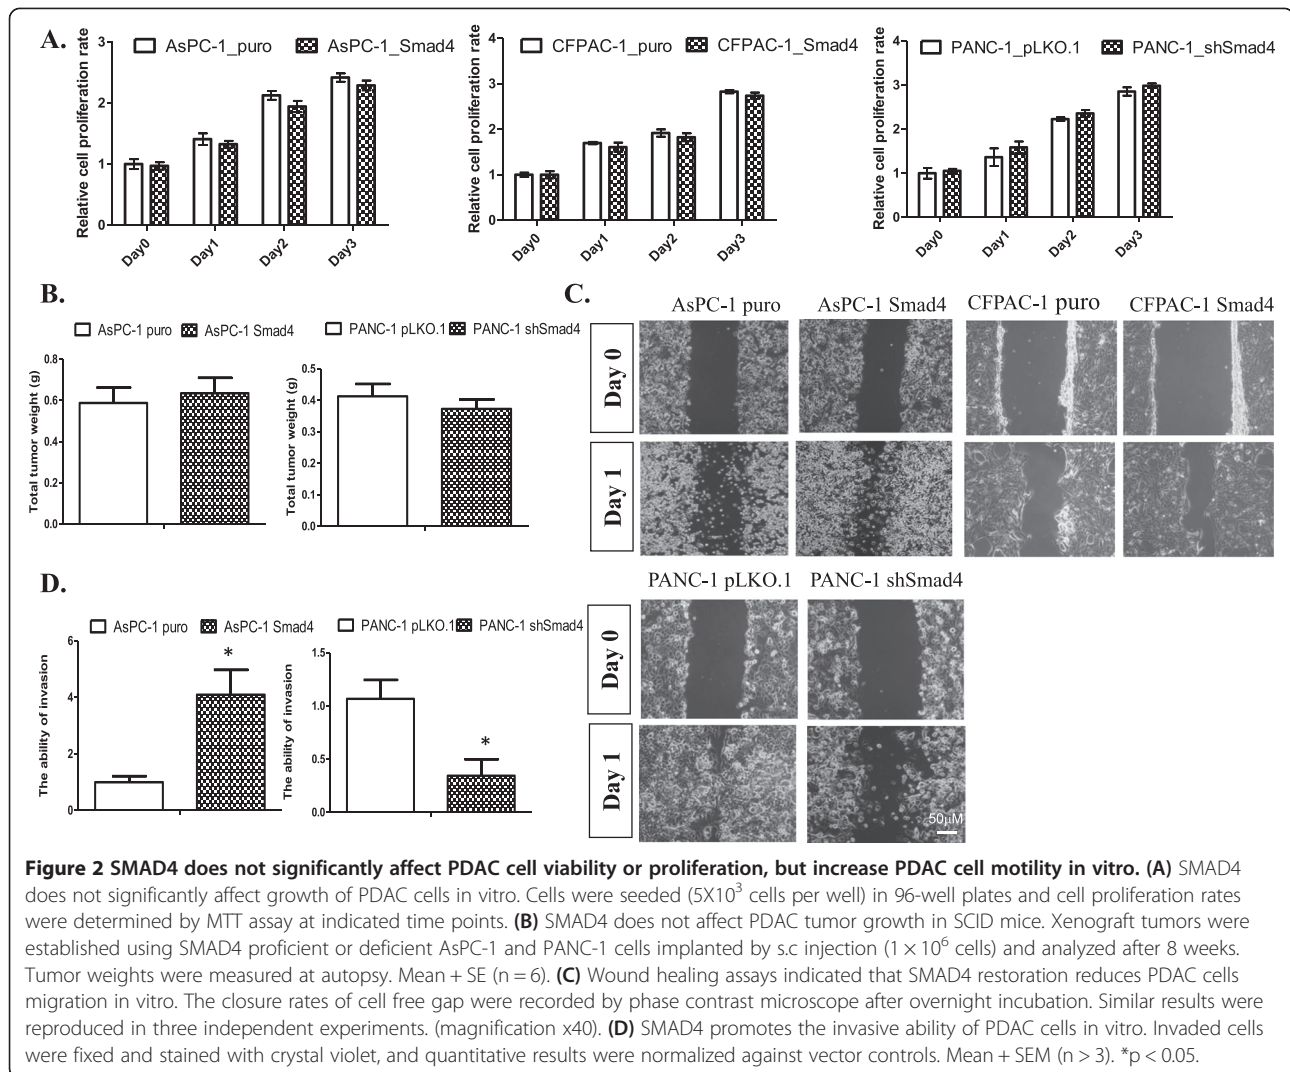 A.
AsPC-1_puro AsPC-1_Smad4
Relative cell proliferation rate
3
2
1
0
Day0 Day1 Day2 Day3
CFPAC-1_puro CFPAC-1_Smad4
Relative cell proliferation rate
4
3
2
1
0
Day0 Day1 Day2 Day3
PANC-1_pLKO.1 PANC-1_shSmad4
Relative cell proliferation rate
4
3
2
1
0
Day0 Day1 Day2 Day3
B.
AsPC-1 puro AsPC-1 Smad4
Total tumor weight (g)
0.8
0.6
0.4
0.2
0.0
PANC-1 pLKO.1 PANC-1 shSmad4
Total tumor weight (g)
0.5
0.4
0.3
0.2
0.1
0.0
C.
AsPC-1 puro AsPC-1 Smad4 CFPAC-1 puro CFPAC-1 Smad4
Day 0
Day 1
PANC-1 pLKO.1 PANC-1 shSmad4
Day 0
Day 1
50μM
D.
AsPC-1 puro AsPC-1 Smad4
The ability of invasion
6
4
2
0
*
PANC-1 pLKO.1 PANC-1 shSmad4
The ability of invasion
1.5
1.0
0.5
0.0
*
Figure 2 SMAD4 does not significantly affect PDAC cell viability or proliferation, but increase PDAC cell motility in vitro. (A) SMAD4
does not significantly affect growth of PDAC cells in vitro. Cells were seeded (5X10³ cells per well) in 96-well plates and cell proliferation rates
were determined by MTT assay at indicated time points. (B) SMAD4 does not affect PDAC tumor growth in SCID mice. Xenograft tumors were
established using SMAD4 proficient or deficient AsPC-1 and PANC-1 cells implanted by s.c injection (1 × 10⁶ cells) and analyzed after 8 weeks.
Tumor weights were measured at autopsy. Mean + SE (n = 6). (C) Wound healing assays indicated that SMAD4 restoration reduces PDAC cells
migration in vitro. The closure rates of cell free gap were recorded by phase contrast microscope after overnight incubation. Similar results were
reproduced in three independent experiments. (magnification x40). (D) SMAD4 promotes the invasive ability of PDAC cells in vitro. Invaded cells
were fixed and stained with crystal violet, and quantitative results were normalized against vector controls. Mean + SEM (n > 3). *p < 0.05.